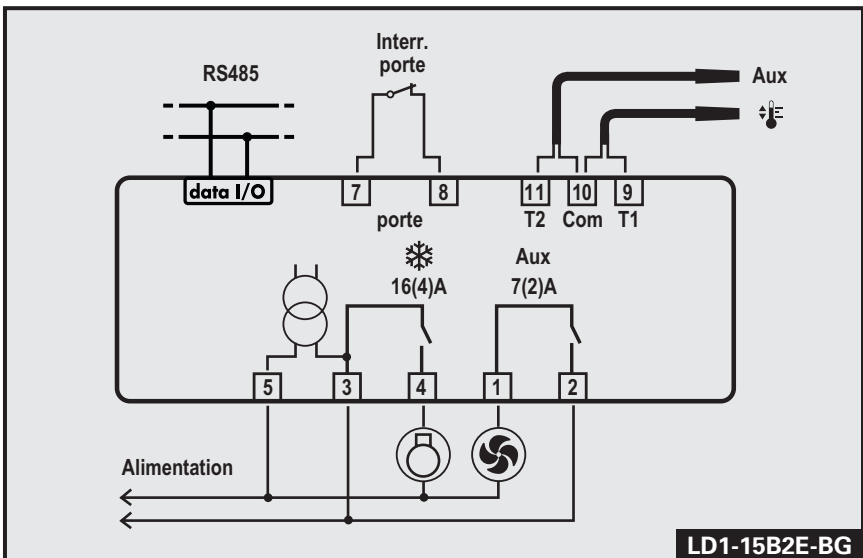 Interr.
porte
RS485
Aux
data I/O
7
8
11
10
9
porte
T2
Com
T1
Aux
16(4)A
7(2)A
5
3
4
1
2
Alimentation
LD1-15B2E-BG